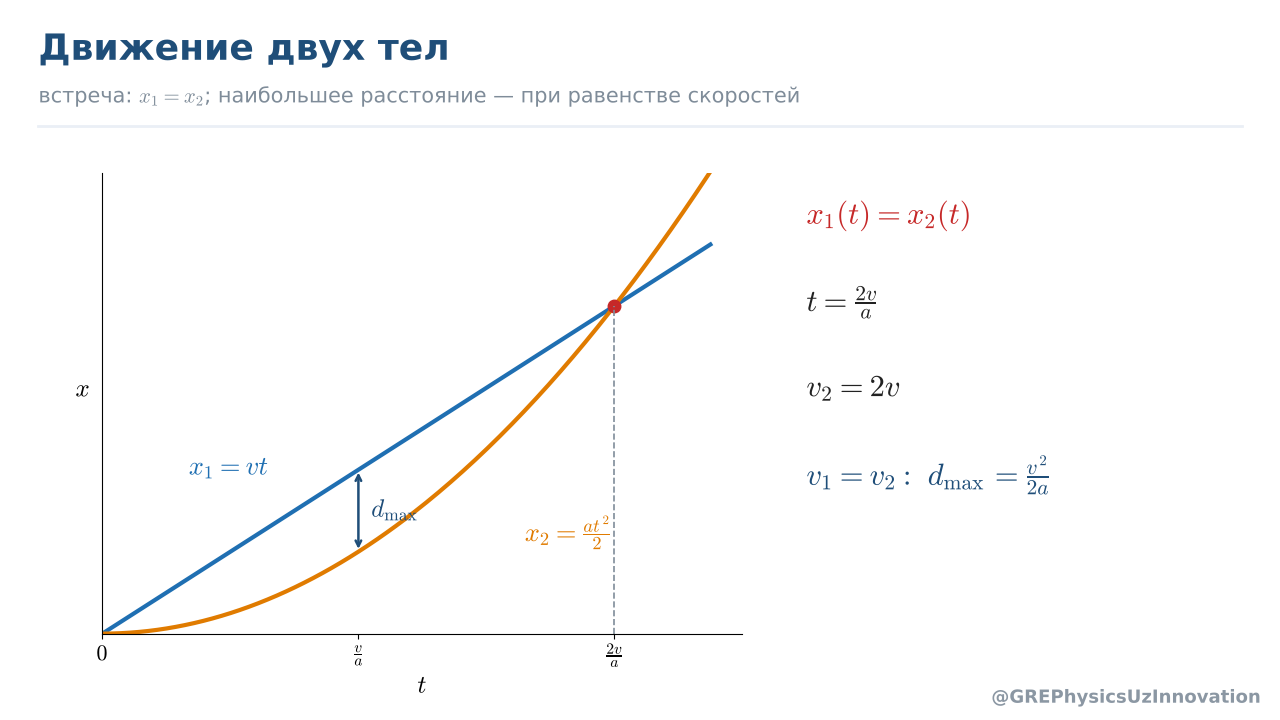 Движение двух тел
встреча: x₁ = x₂; наибольшее расстояние — при равенстве скоростей
x₁(t) = x₂(t)
t = 2v/a
v₂ = 2v
v₁ = v₂ : d_max = v²/2a
x
x₁ = vt
d_max
x₂ = at²/2
0
v/a
2v/a
t
@GREPhysicsUzInnovation